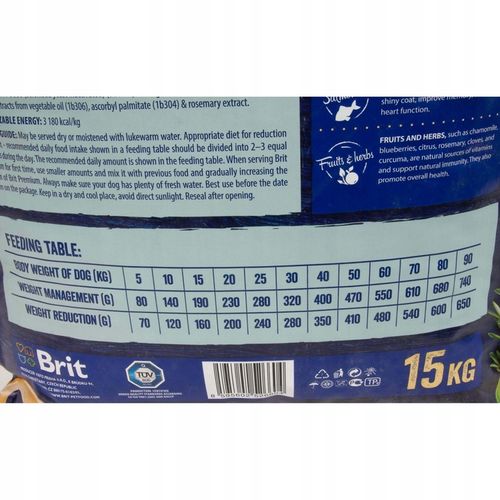 tracts from vegetable oil (1b306), ascorbyl palmitate (1b304) & rosemary extract.
ZABLE ENERGY: 3 180 kcal/kg
GUIDE: May be served dry or moistened with lukewarm water. Appropriate diet for reduction
recommended daily food intake shown in a feeding table should be divided into 2–3 equal
during the day. The recommended daily amount is shown in the feeding table. When serving Brit
for first time, use smaller amounts and mix it with previous food and gradually increasing the
of Brit Premium. Always make sure your dog has plenty of fresh water. Best use before the date
on the package. Keep in a dry and cool place, avoid direct sunlight. Reseal after opening.
Salmon
shiny coat, improve
heart function.
Fruits & herbs
FRUITS AND HERBS, such as chamomile,
blueberries, citrus, rosemary, cloves, and
curcuma, are natural sources of vitamins
and support natural immunity. They also
promote overall health.
FEEDING TABLE:
BODY WEIGHT OF DOG (KG) 5 10 15 20 25 30 40 50 60 70 80 90
WEIGHT MANAGEMENT (G) 80 140 190 230 280 320 400 470 550 610 680 740
WEIGHT REDUCTION (G) 70 120 160 200 240 280 350 410 480 540 600 650
Brit
CZECH REPUBLIC
WWW.BRIT-PETFOOD.COM
TÜV
15 KG